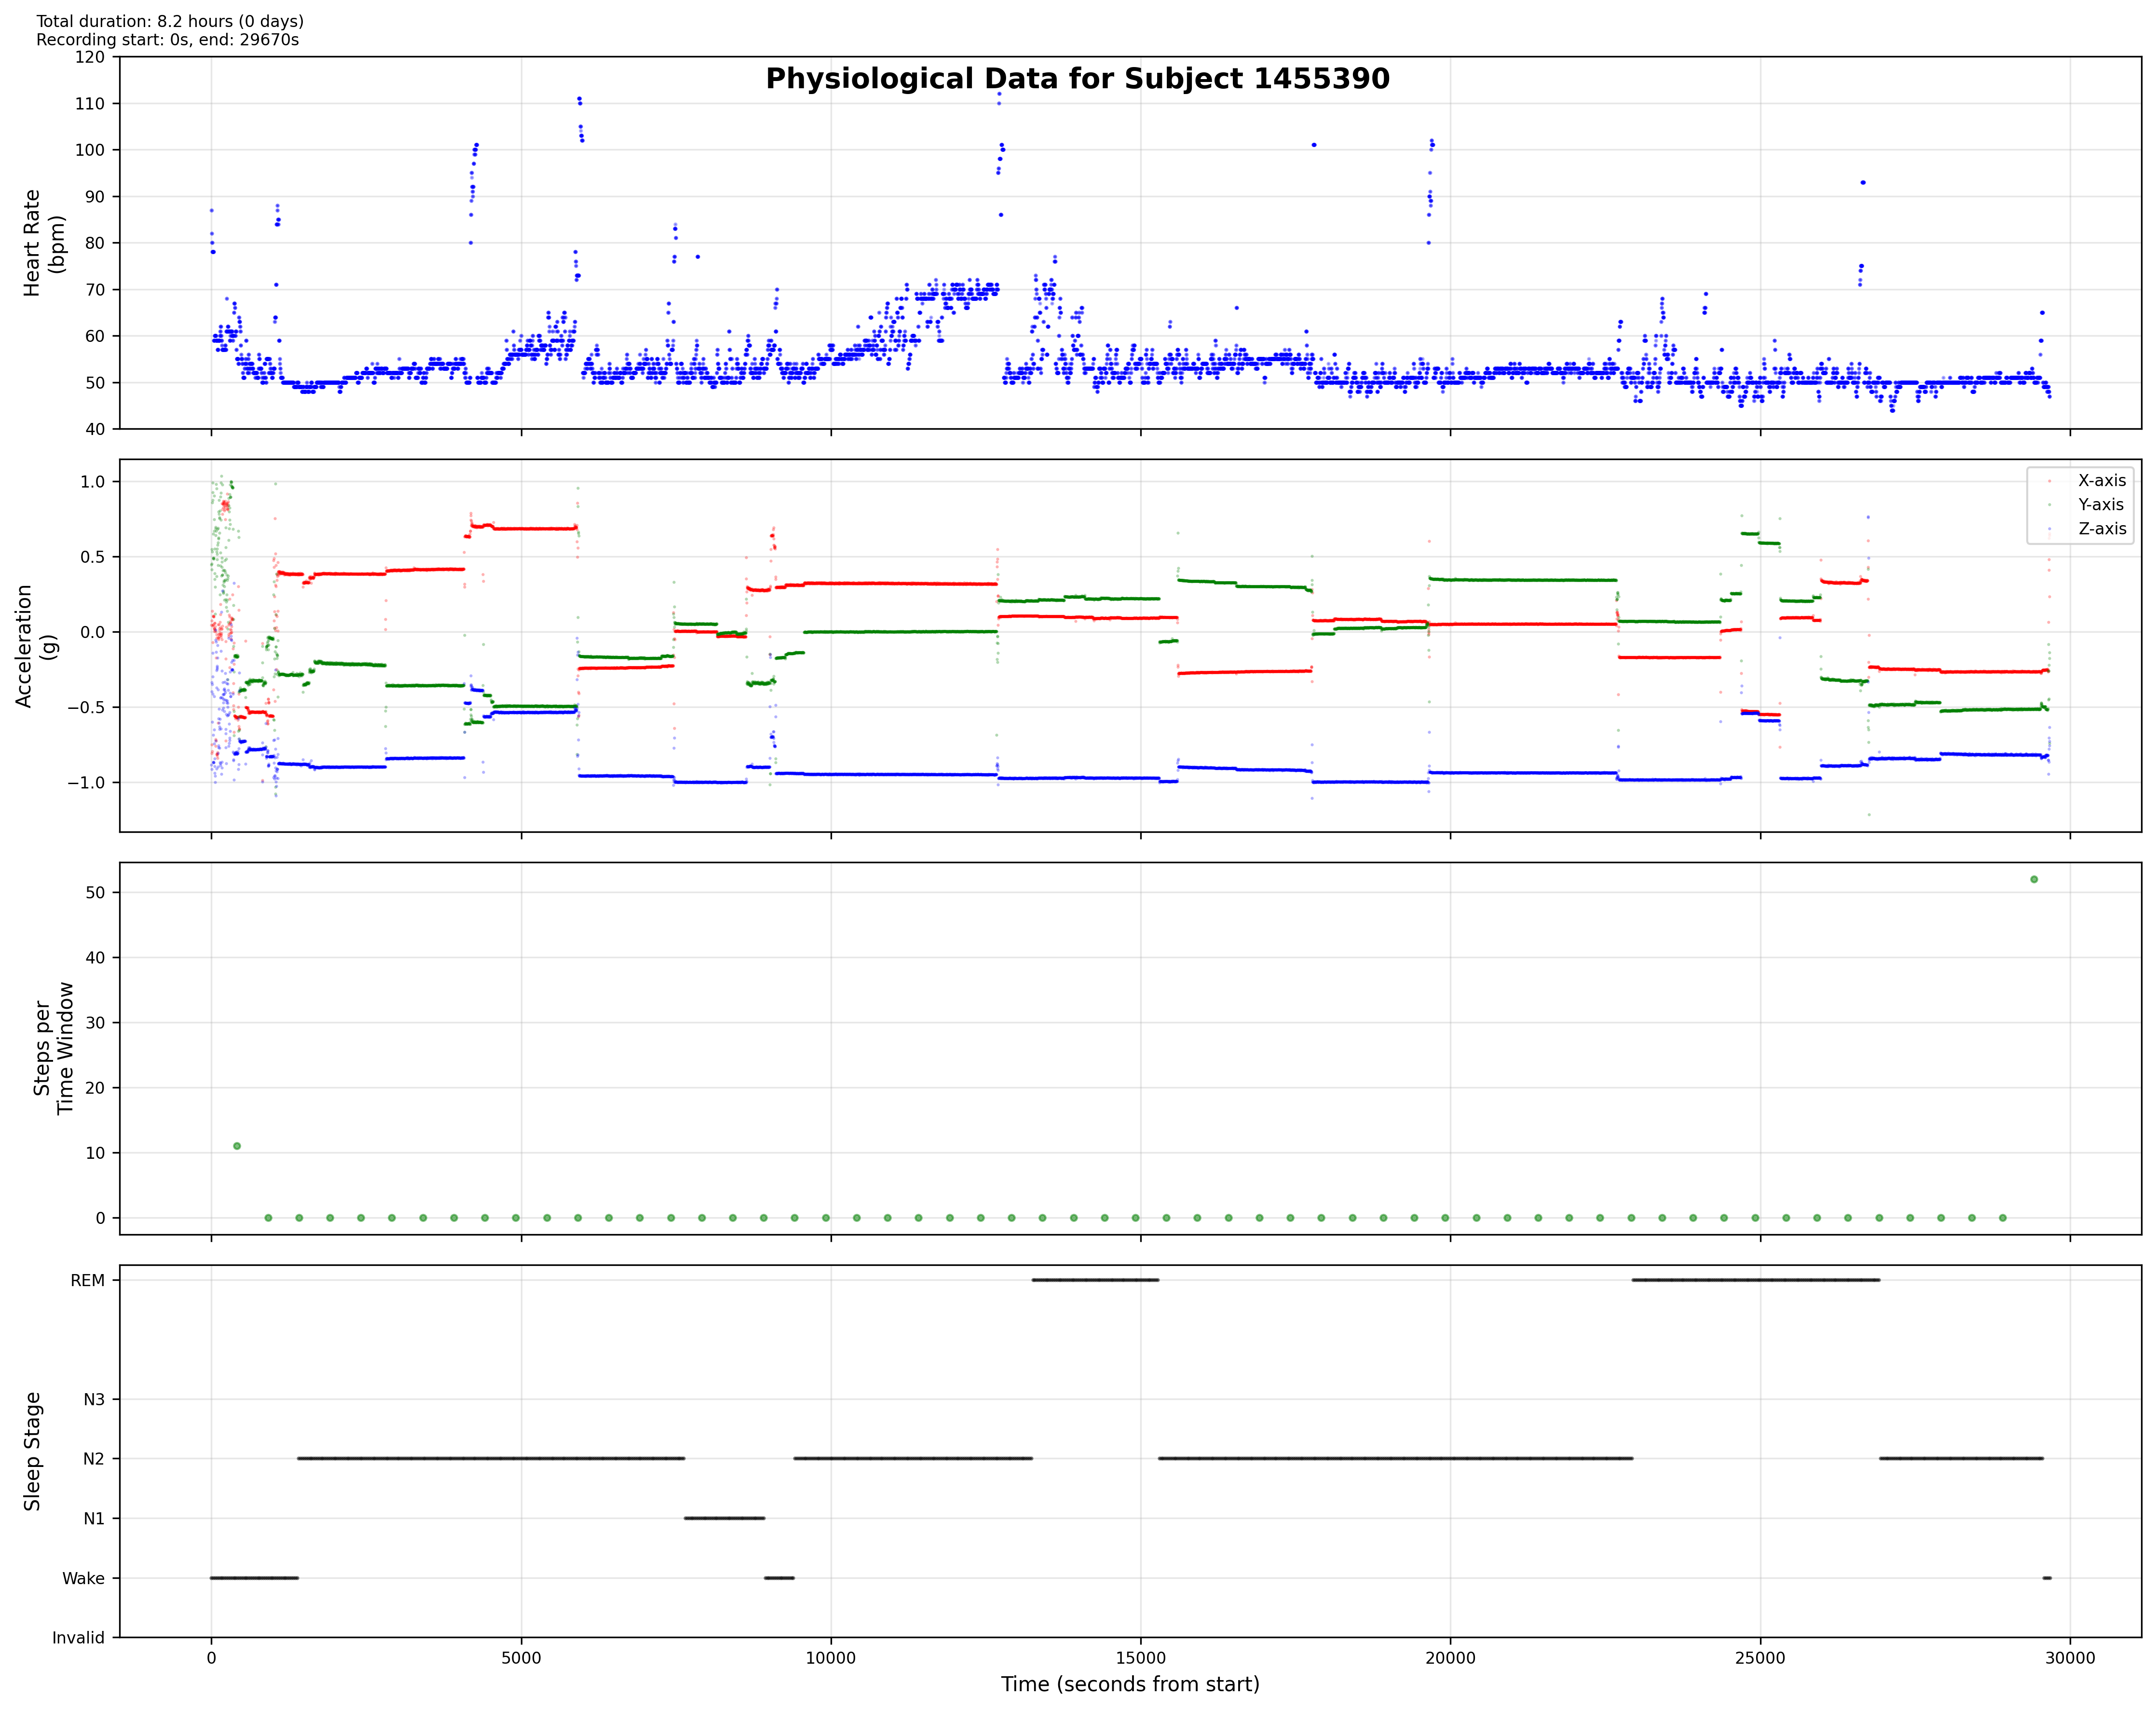 Total duration: 8.2 hours (0 days)
Recording start: 0s, end: 29670s
Physiological Data for Subject 1455390
120
110
100
90
80
70
60
50
40
Heart Rate
(bpm)
1.0
0.5
0.0
−0.5
−1.0
Acceleration
(g)
X-axis
Y-axis
Z-axis
50
40
30
20
10
0
Steps per
Time Window
REM
N3
N2
N1
Wake
Invalid
Sleep Stage
0
5000
10000
15000
20000
25000
30000
Time (seconds from start)